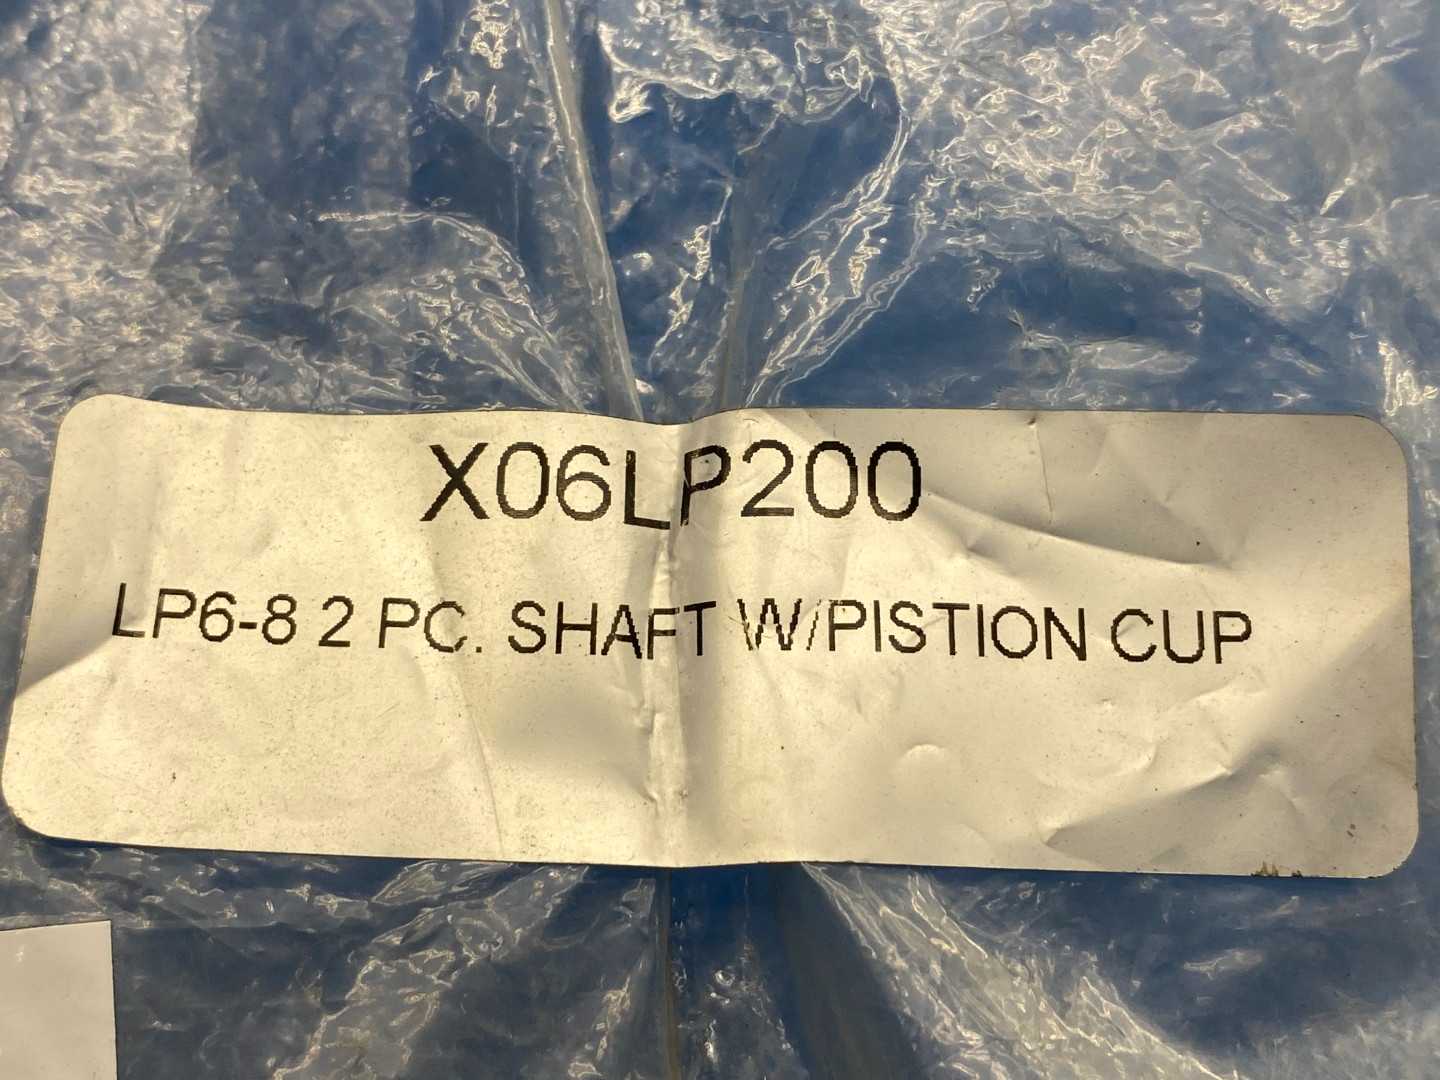 X06LP200
LP6-8 2 PC. SHAFT W/PISTION CUP